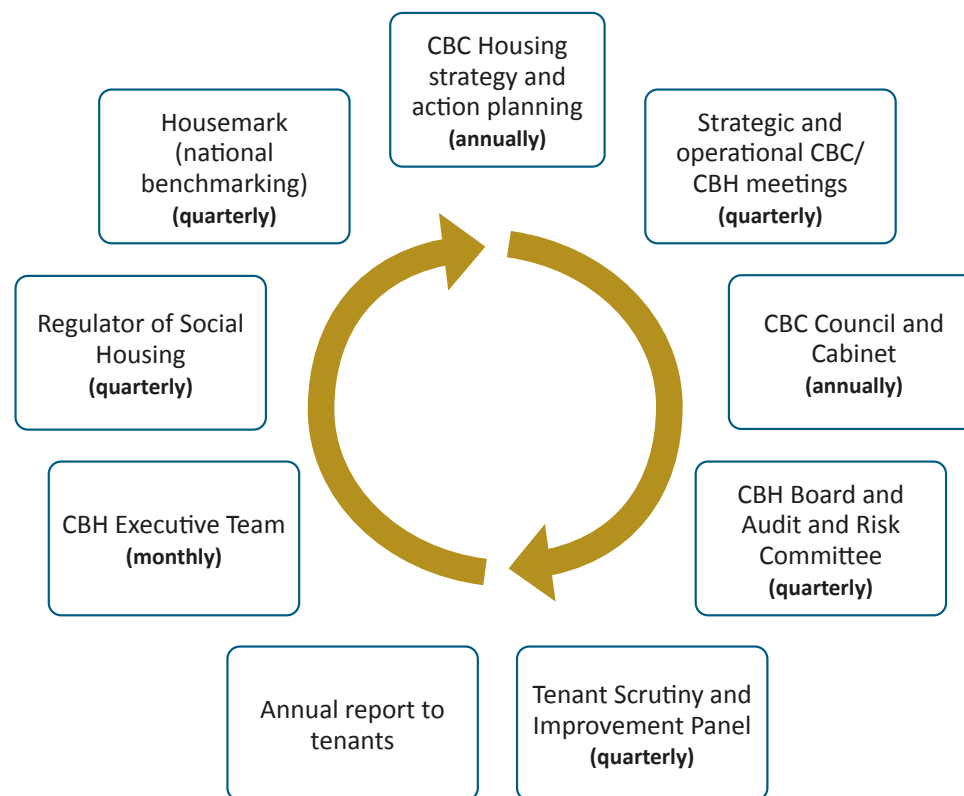 CBC Housing
strategy and
action planning
(annually)
Strategic and
operational CBC/
CBH meetings
(quarterly)
CBC Council and
Cabinet
(annually)
CBH Board and
Audit and Risk
Committee
(quarterly)
Tenant Scrutiny and
Improvement Panel
(quarterly)
Annual report to
tenants
CBH Executive Team
(monthly)
Regulator of Social
Housing
(quarterly)
Housemark
(national
benchmarking)
(quarterly)